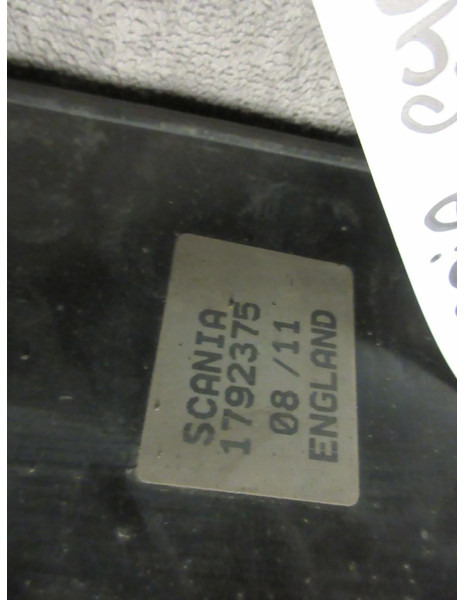 SCANIA
1792375
08 /11
ENGLAND